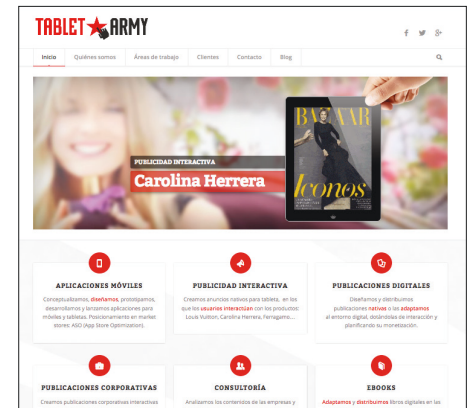 TABLET ARMY
Inicio Quiénes somos Áreas de trabajo Clientes Contacto Blog
BAZAAR
PUBLICIDAD INTERACTIVA
Carolina Herrera
Iconos
APLICACIONES MÓVILES
Conceptualizamos, diseñamos, prototipamos,
desarrollamos y lanzamos aplicaciones para
móviles y tabletas. Posicionamiento en market
stores: ASO (App Store Optimization).
PUBLICIDAD INTERACTIVA
Creamos anuncios nativos para tableta, en los
que los usuarios interactúan con los productos:
Louis Vuitton, Carolina Herrera, Ferragamo....
PUBLICACIONES DIGITALES
Diseñamos y distribuimos
publicaciones nativas o las adaptamos
al entorno digital, dotándolas de interacción y
planificando su monetización.
PUBLICACIONES CORPORATIVAS
Creamos publicaciones corporativas interactivas
CONSULTORÍA
Analizamos los contenidos de las empresas y
EBOOKS
Adaptamos y distribuimos libros digitales en las